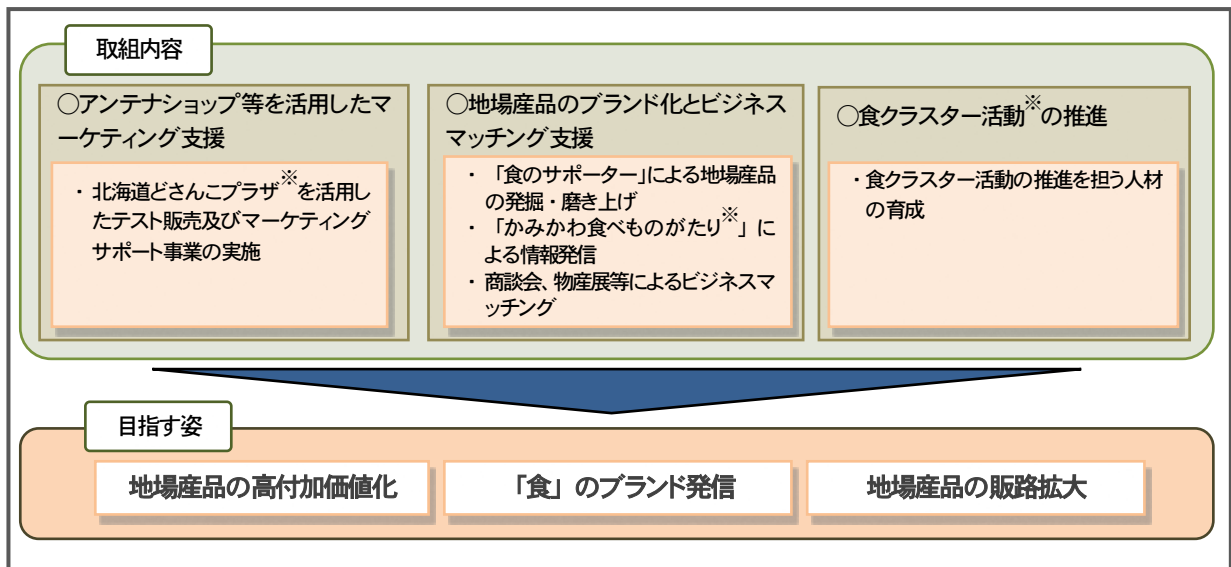 取組内容
○アンテナショップ等を活用したマ
ーケティング支援
・ 北海道どさんこプラザ※を活用し
たテスト販売及びマーケティング
サポート事業の実施
○地場産品のブランド化とビジネス
マッチング支援
・ 「食のサポーター」による地場産品
の発掘・磨き上げ
・ 「かみかわ食べものがたり※」に
よる情報発信
・ 商談会、物産展等によるビジネスマ
ッチング
○食クラスター活動※の推進
・食クラスター活動の推進を担う人材
の育成
目指す姿
地場産品の高付加価値化
「食」のブランド発信
地場産品の販路拡大